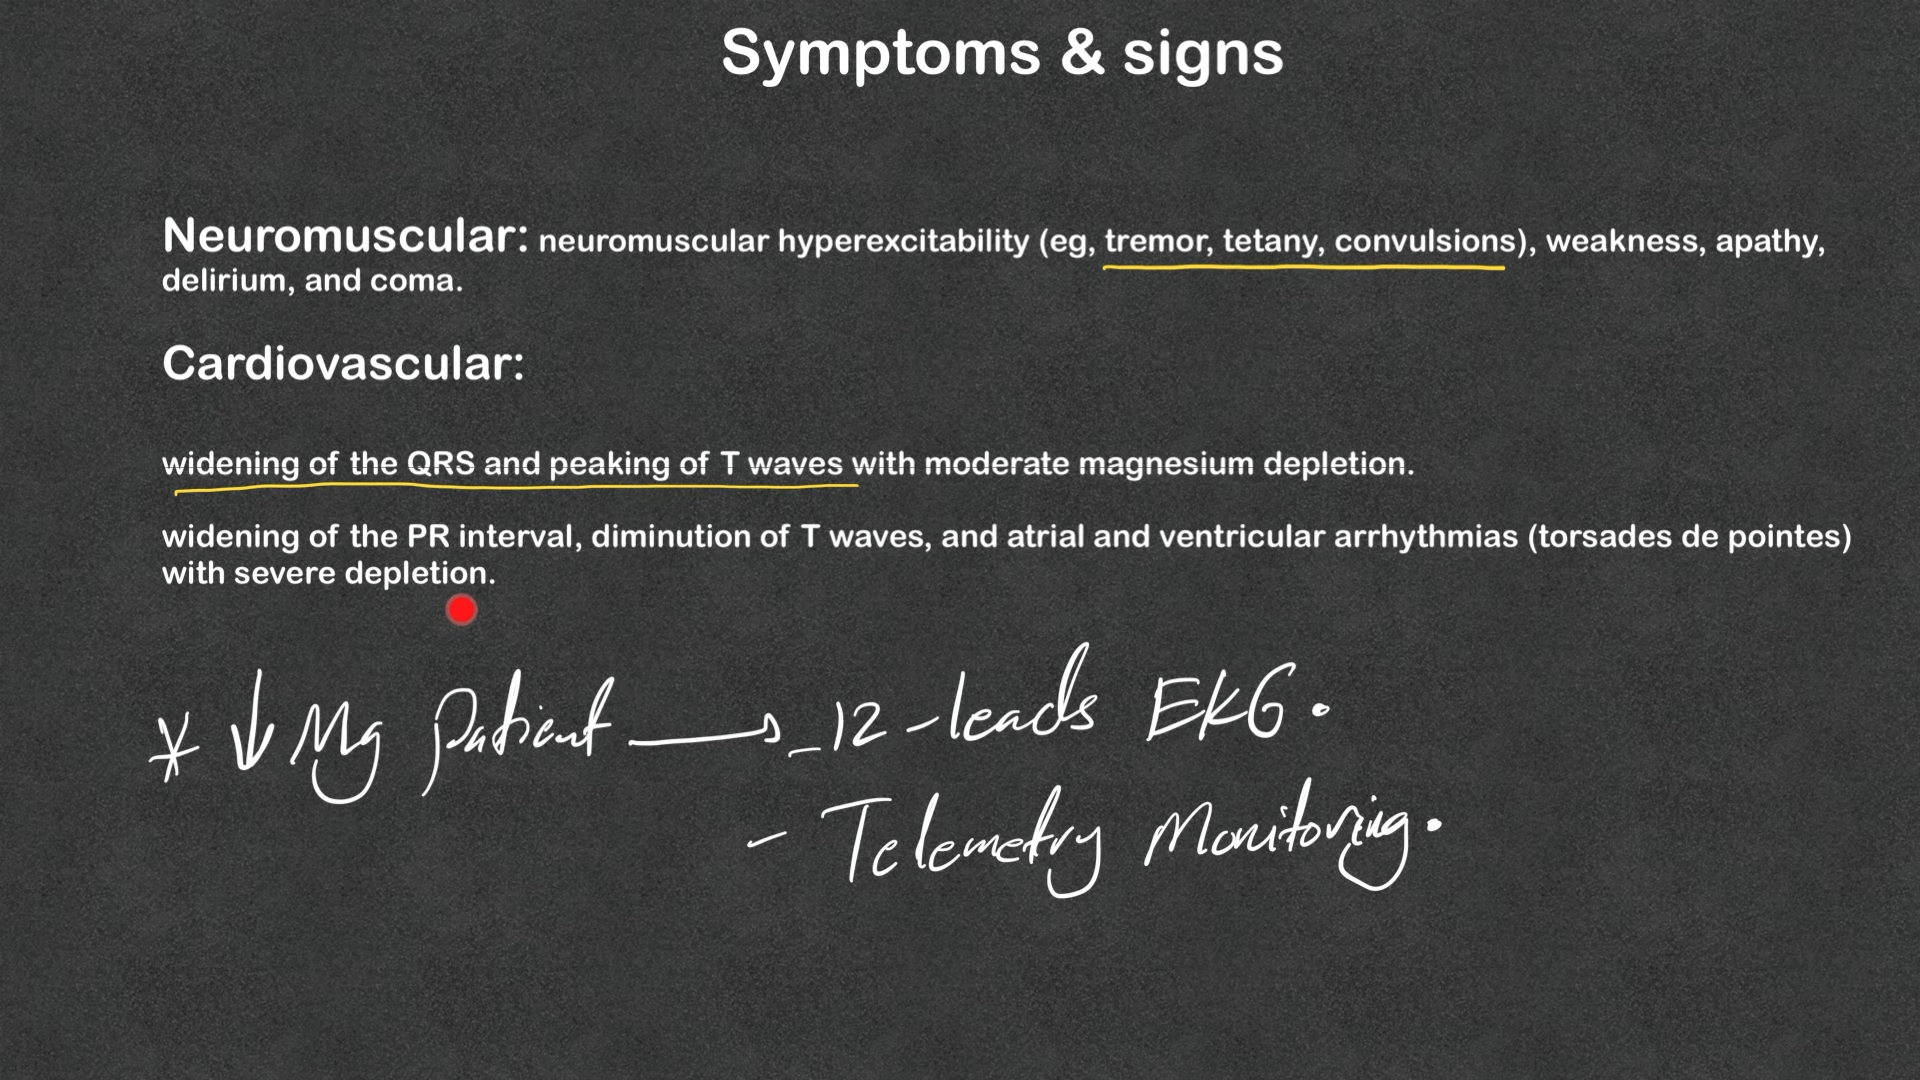 Symptoms & signs
Neuromuscular: neuromuscular hyperexcitability (eg, tremor, tetany, convulsions), weakness, apathy,
delirium, and coma.
Cardiovascular:
widening of the QRS and peaking of T waves with moderate magnesium depletion.
widening of the PR interval, diminution of T waves, and atrial and ventricular arrhythmias (torsades de pointes)
with severe depletion.
* ↓ Mg patient → - 12-leads EKG.
- Telemetry Monitoring.